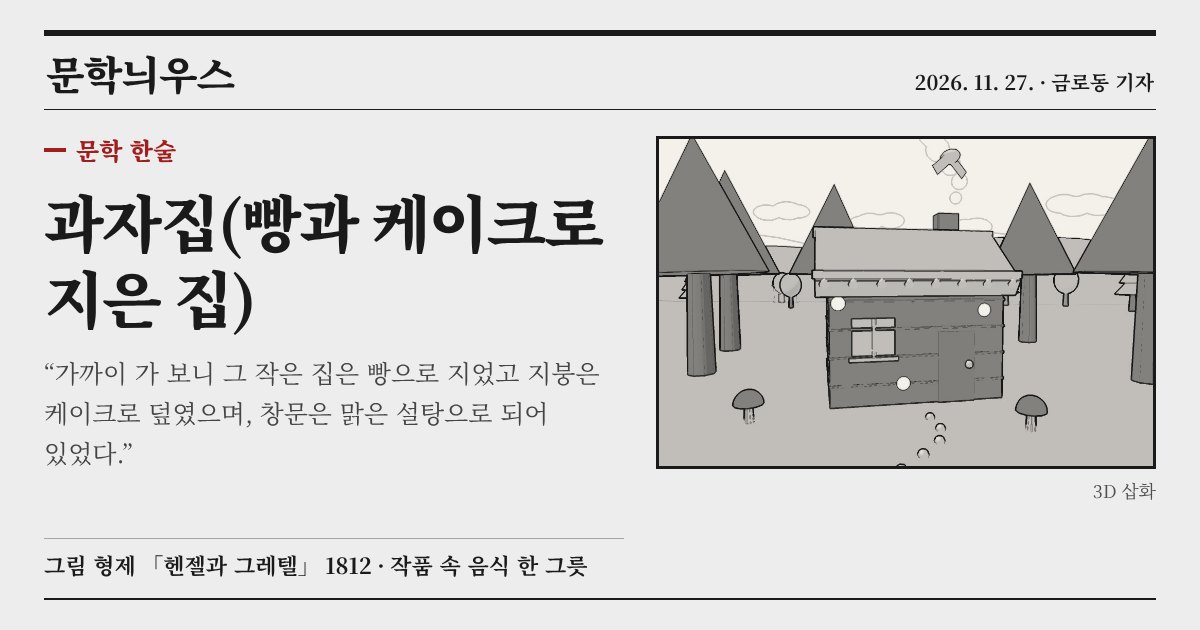 문학늬우스
2026. 11. 27. · 금로동 기자
문학 한술
과자집(빵과 케이크로
지은 집)
“가까이 가 보니 그 작은 집은 빵으로 지었고 지붕은
케이크로 덮였으며, 창문은 맑은 설탕으로 되어
있었다.”
3D 삽화
그림 형제 「헨젤과 그레텔」 1812 · 작품 속 음식 한 그릇